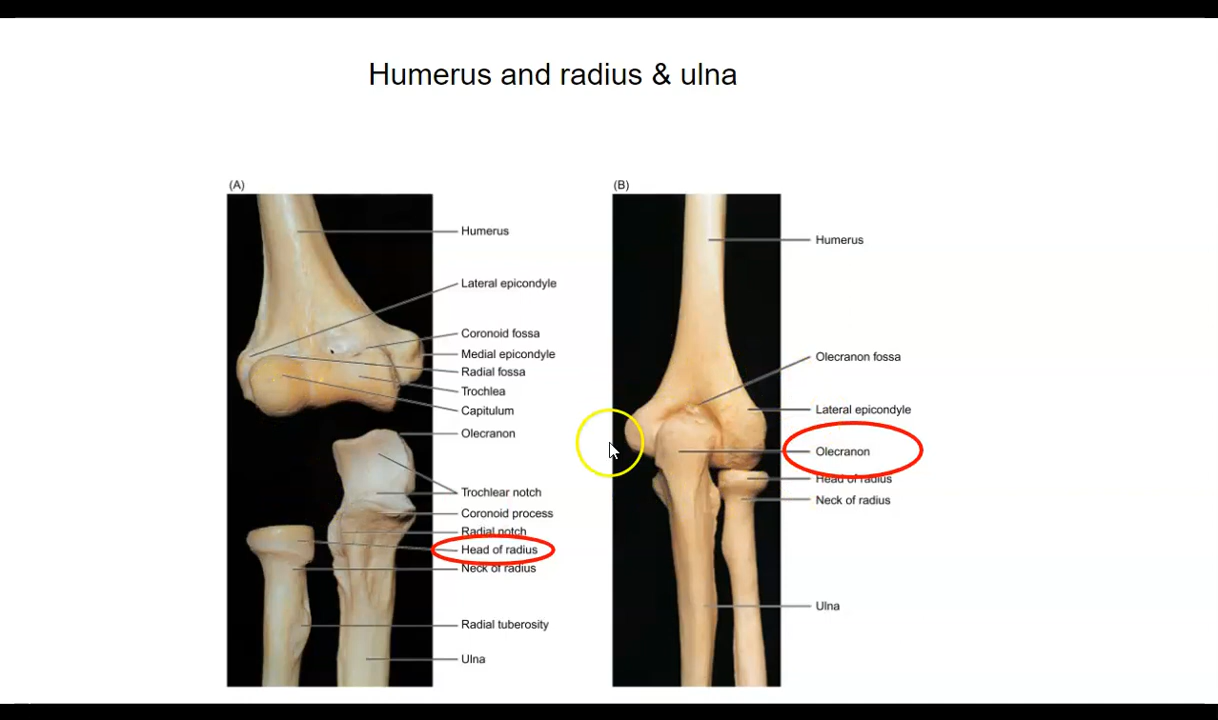 Humerus and radius & ulna
(A)
Humerus
Lateral epicondyle
Coronoid fossa
Medial epicondyle
Radial fossa
Trochlea
Capitulum
Olecranon
Trochlear notch
Coronoid process
Radial notch
Head of radius
Neck of radius
Radial tuberosity
Ulna
(B)
Humerus
Olecranon fossa
Lateral epicondyle
Olecranon
Head of radius
Neck of radius
Ulna